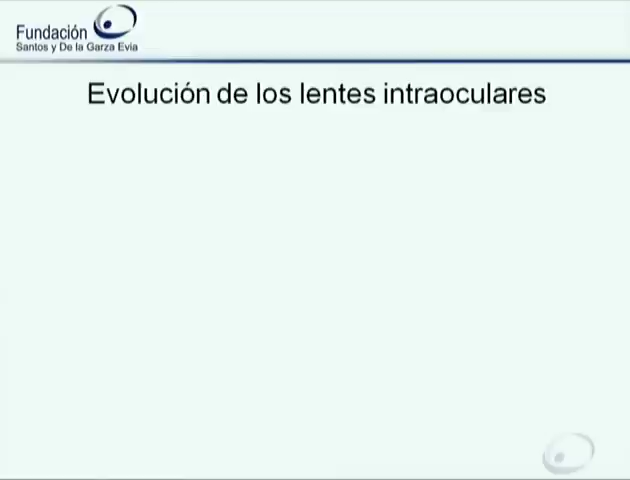 Fundación
Santos y De la Garza Evia
Evolución de los lentes intraoculares